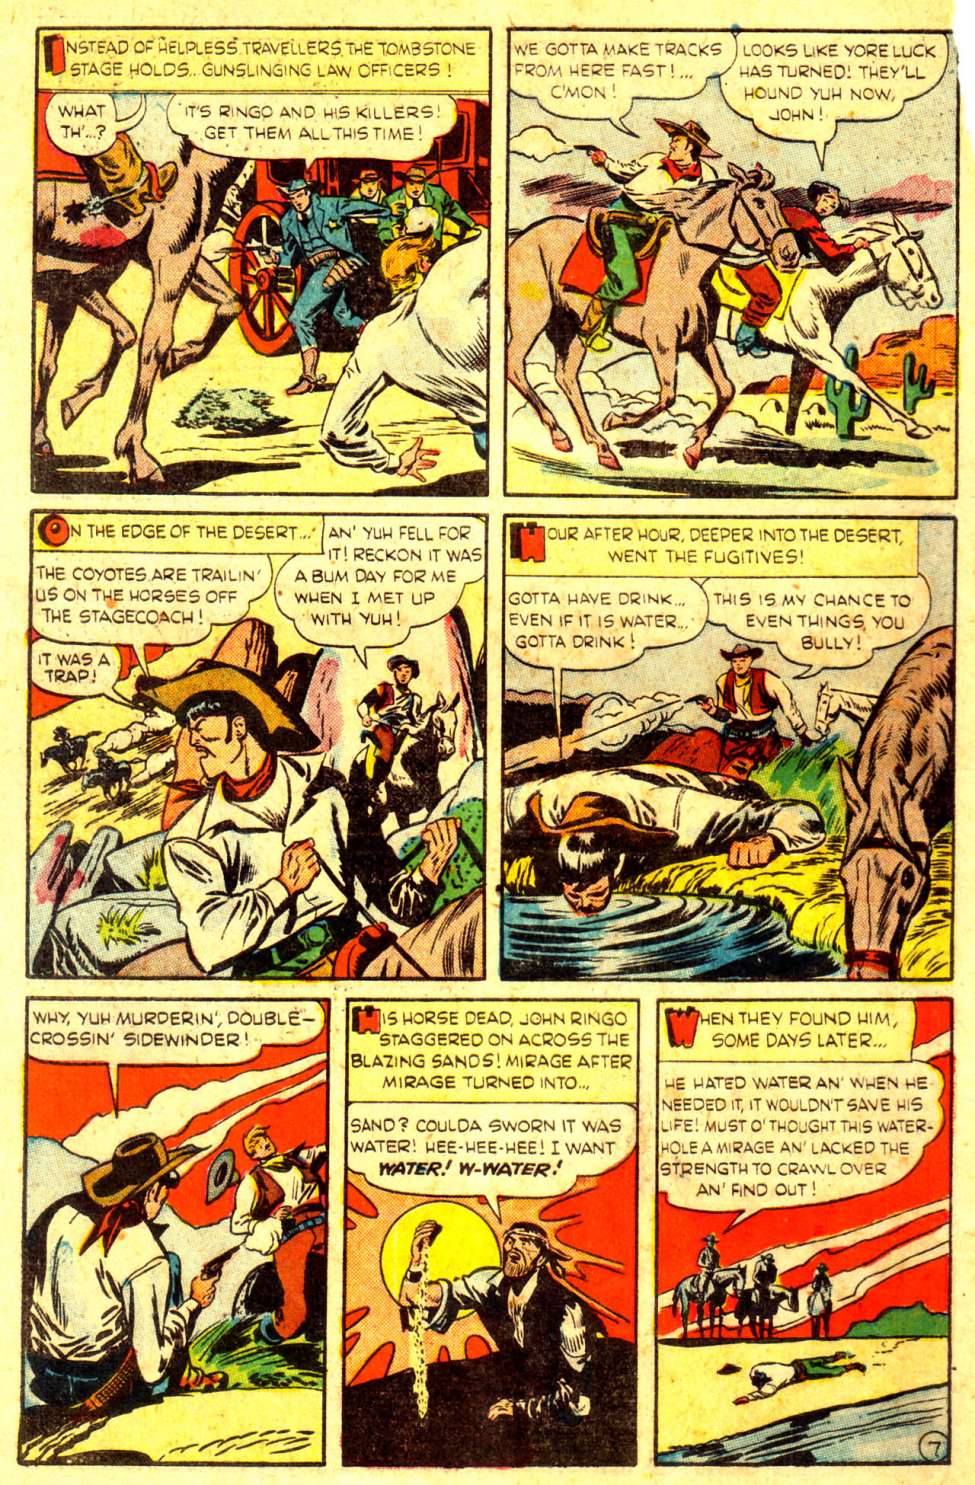 INSTEAD OF HELPLESS TRAVELLERS, THE TOMBSTONE
STAGE HOLDS.. GUNSLINGING LAW OFFICERS!
WHAT
TH'...?
IT'S RINGO AND HIS KILLERS!
GET THEM ALL THIS TIME!
WE GOTTA MAKE TRACKS
FROM HERE FAST!...
C'MON!
LOOKS LIKE YORE LUCK
HAS TURNED! THEY'LL
HOUND YUH NOW,
JOHN!
ON THE EDGE OF THE DESERT...
THE COYOTES ARE TRAILIN'
US ON THE HORSES OFF
THE STAGECOACH!
IT WAS A
TRAP!
AN' YUH FELL FOR
IT! RECKON IT WAS
A BUM DAY FOR ME
WHEN I MET UP
WITH YUH!
HOUR AFTER HOUR, DEEPER INTO THE DESERT,
WENT THE FUGITIVES!
GOTTA HAVE DRINK...
EVEN IF IT IS WATER...
GOTTA DRINK!
THIS IS MY CHANCE TO
EVEN THINGS, YOU
BULLY!
WHY, YUH MURDERIN', DOUBLE-
CROSSIN' SIDEWINDER!
HIS HORSE DEAD, JOHN RINGO
STAGGERED ON ACROSS THE
BLAZING SANDS! MIRAGE AFTER
MIRAGE TURNED INTO...
SAND? COULDA SWORN IT WAS
WATER! HEE-HEE-HEE! I WANT
WATER! W-WATER!
WHEN THEY FOUND HIM,
SOME DAYS LATER...
HE HATED WATER AN' WHEN HE
NEEDED IT, IT WOULDN'T SAVE HIS
LIFE! MUST O' THOUGHT THIS WATER-
HOLE A MIRAGE AN' LACKED THE
STRENGTH TO CRAWL OVER
AN' FIND OUT!
7